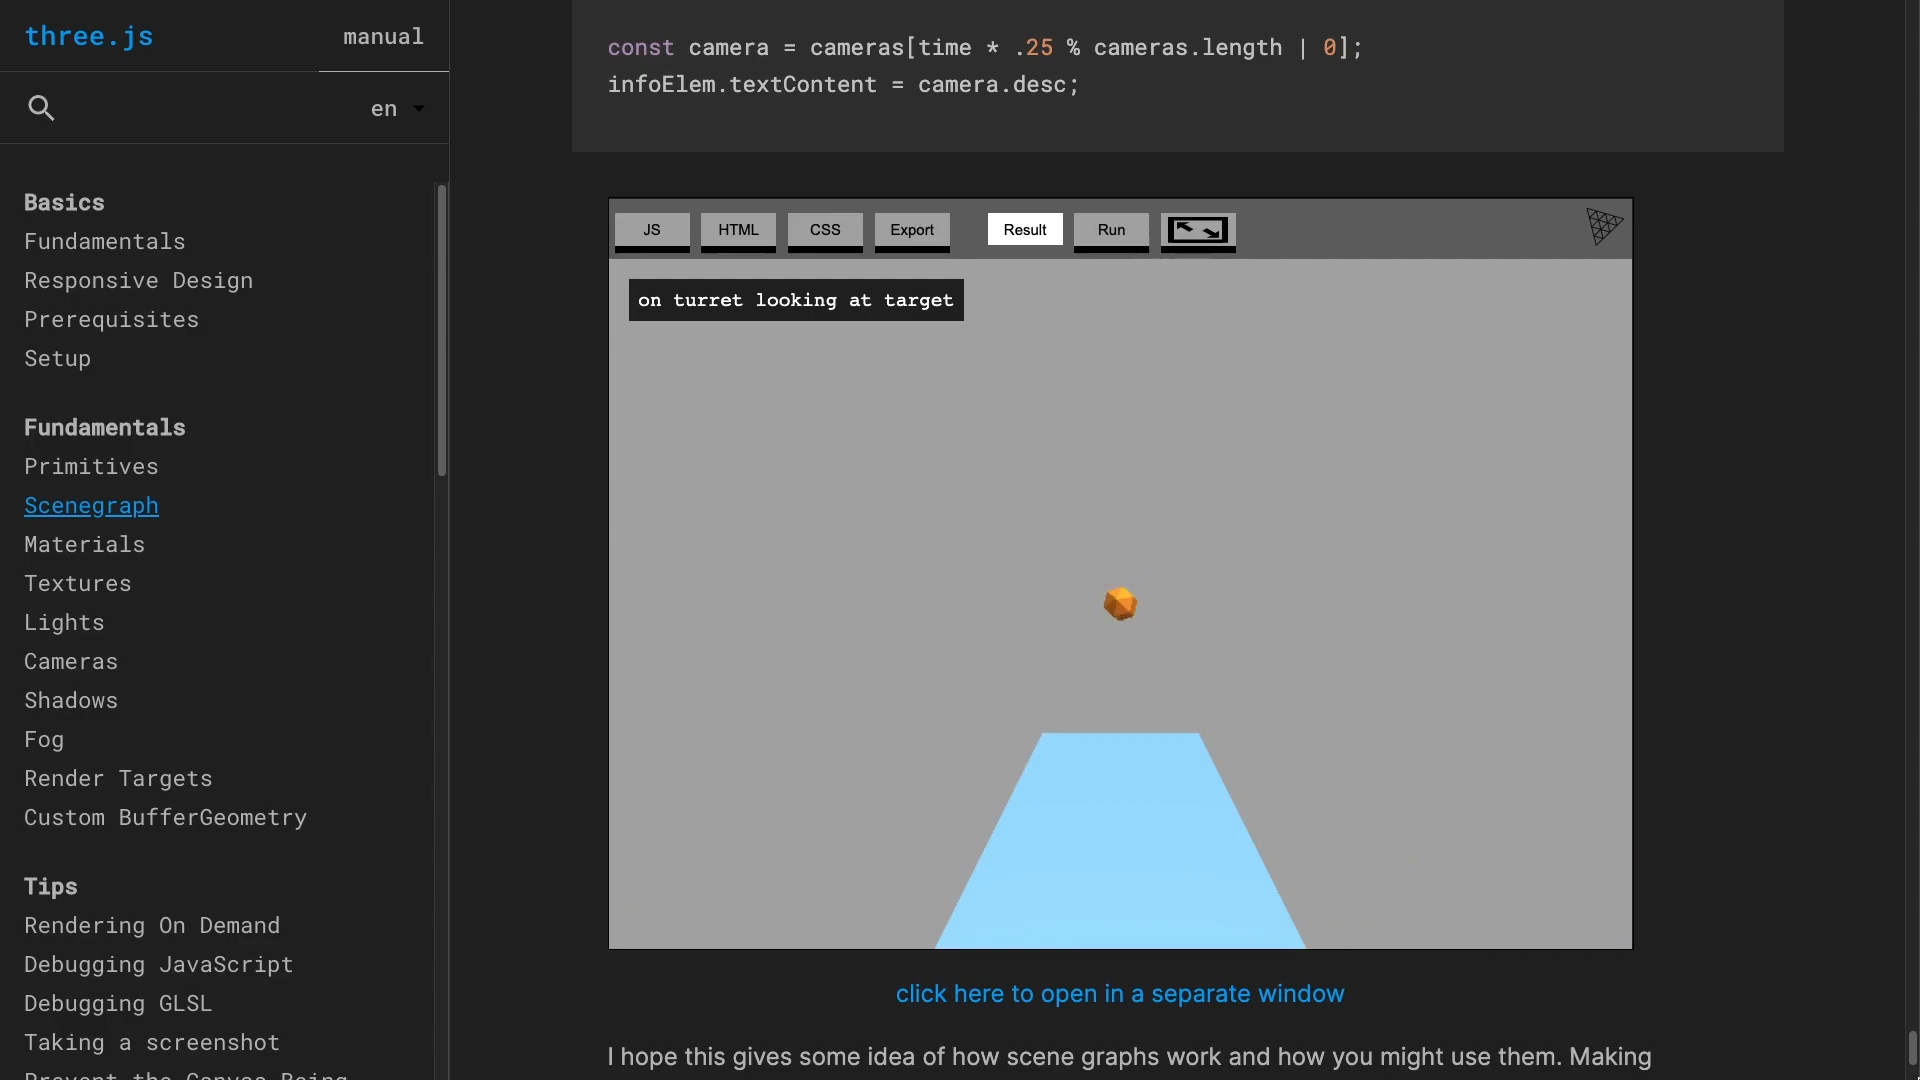 three.js
manual
en
Basics
Fundamentals
Responsive Design
Prerequisites
Setup
Fundamentals
Primitives
Scenegraph
Materials
Textures
Lights
Cameras
Shadows
Fog
Render Targets
Custom BufferGeometry
Tips
Rendering On Demand
Debugging JavaScript
Debugging GLSL
Taking a screenshot
Prevent the Canvas Being
const camera = cameras[time * .25 % cameras.length | 0];
infoElem.textContent = camera.desc;
JS HTML CSS Export Result Run
on turret looking at target
click here to open in a separate window
I hope this gives some idea of how scene graphs work and how you might use them. Making